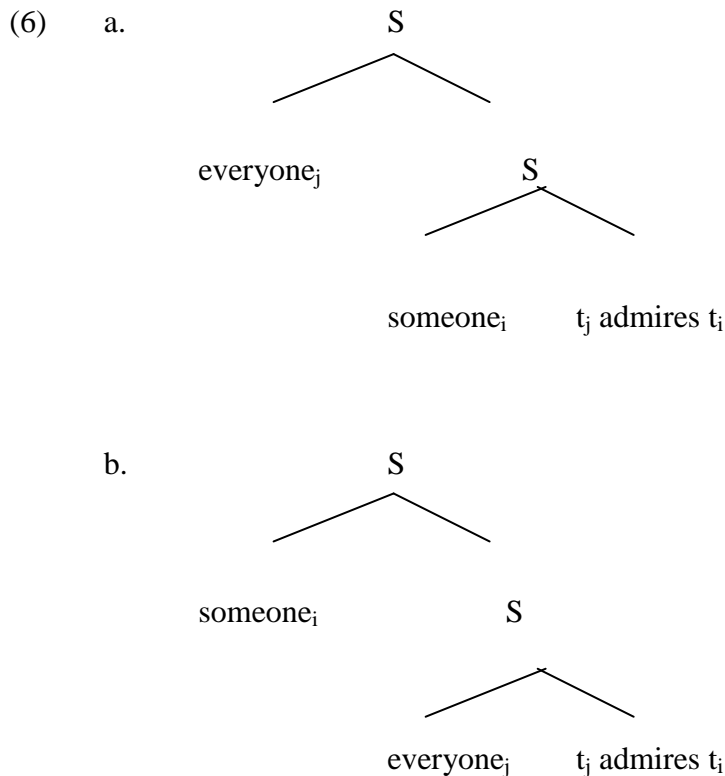 (6) a. S
everyoneⱼ S
someoneᵢ tⱼ admires tᵢ
b. S
someoneᵢ S
everyoneⱼ tⱼ admires tᵢ